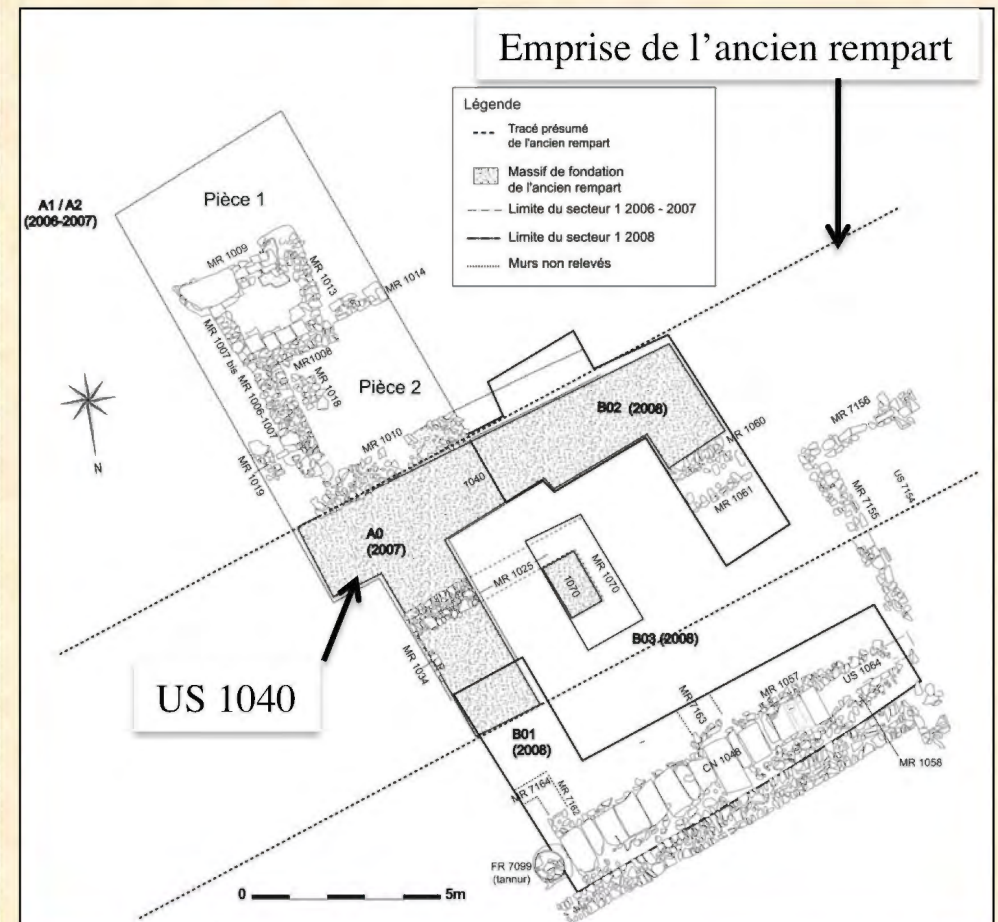 Emprise de l'ancien rempart
Légende
Tracé présumé
de l'ancien rempart
Massif de fondation
de l'ancien rempart
Limite du secteur 1 2006 - 2007
Limite du secteur 1 2008
Murs non relevés
A1 / A2
(2006-2007)
Pièce 1
MR 1009
MR 1013
MR 1014
MR 1007 bis
MR1008
MR 1006-1007
MR 1018
Pièce 2
N
MR 1019
MR 1010
B02 (2008)
MR 7156
1040
MR 1060
MR 1061
US 7154
MR 7155
A0
(2007)
MR 1025
1070
MR 1070
B03 (2008)
MR 1034
US 1040
MR 7163
MR 1057
US 1064
B01
(2008)
CN 1048
MR 1058
MR 7164
MR 7162
FR 7099
(tannur)
0
5m